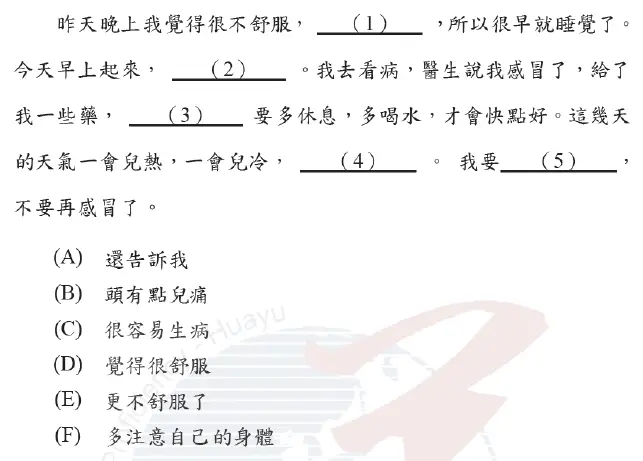 昨天晚上我覺得很不舒服，（1），所以很早就睡覺了。
今天早上起來，（2）。我去看病，醫生說我感冒了，給了
我一些藥，（3）要多休息，多喝水，才會快點好。這幾天
的天氣一會兒熱，一會兒冷，（4）。我要（5），
不要再感冒了。
(A) 還告訴我
(B) 頭有點兒痛
(C) 很容易生病
(D) 覺得很舒服
(E) 更不舒服了
(F) 多注意自己的身體
Huayu